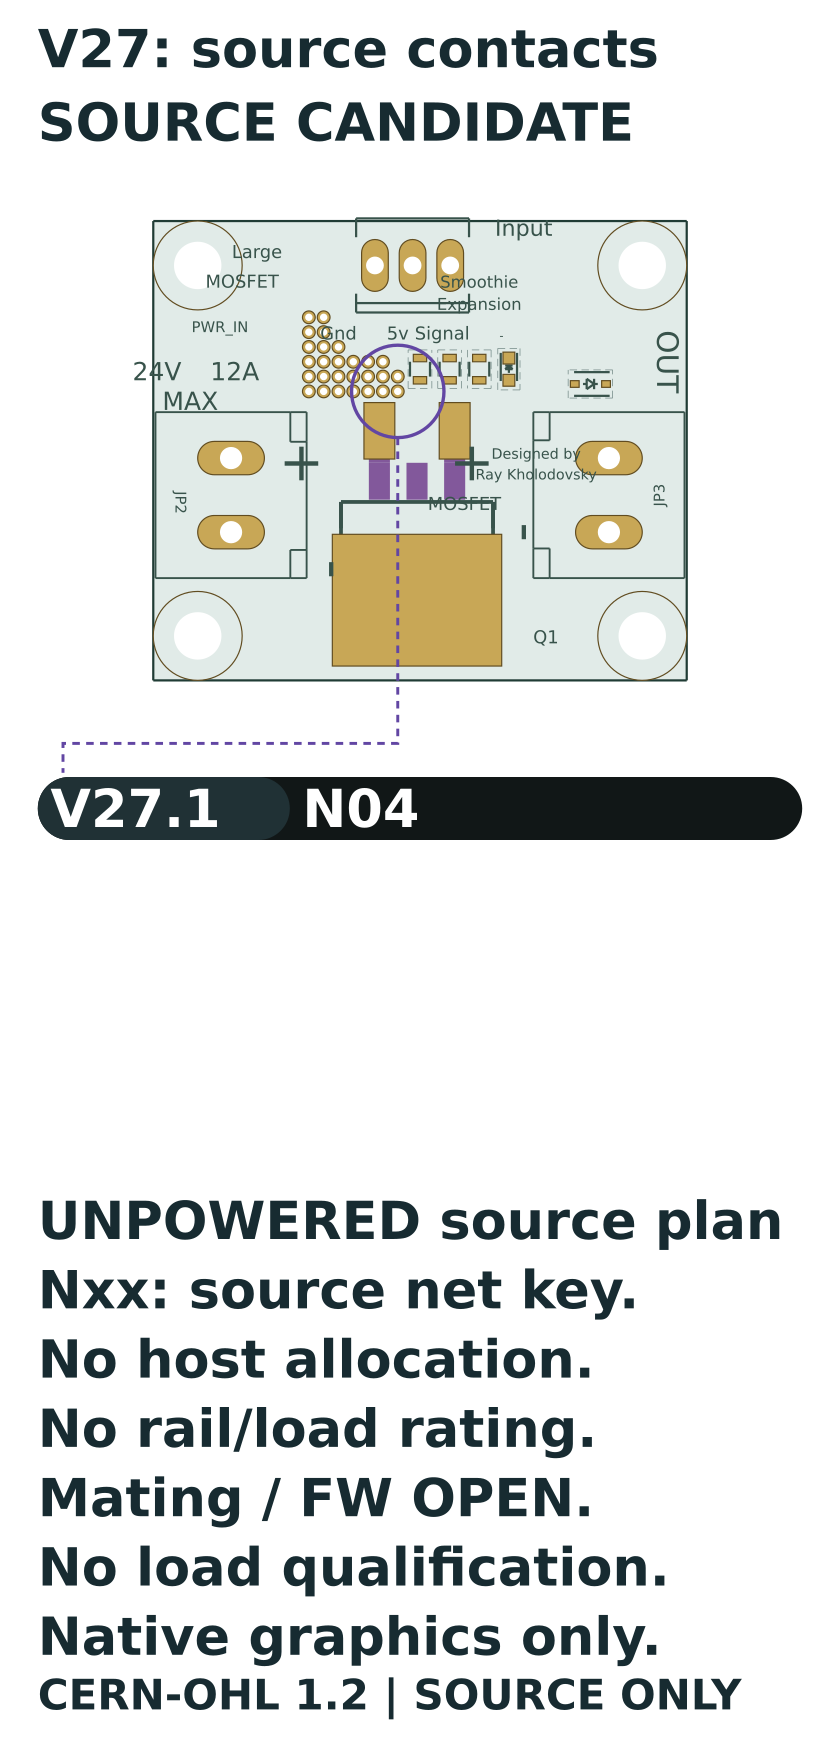 V27: source contacts
SOURCE CANDIDATE
Input
Large
MOSFET
Smoothie
Expansion
PWR_IN
Gnd 5v Signal
-
24V 12A
MAX
OUT
+ +
Designed by
Ray Kholodovsky
JP2
JP3
MOSFET
-
-
Q1
V27.1 N04
UNPOWERED source plan
Nxx: source net key.
No host allocation.
No rail/load rating.
Mating / FW OPEN.
No load qualification.
Native graphics only.
CERN-OHL 1.2 | SOURCE ONLY